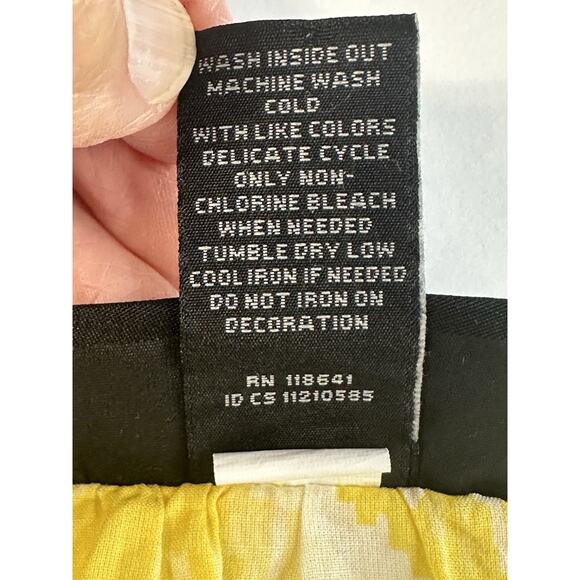 WASH INSIDE OUT
MACHINE WASH
COLD
WITH LIKE COLORS
DELICATE CYCLE
ONLY NON-
CHLORINE BLEACH
WHEN NEEDED
TUMBLE DRY LOW
COOL IRON IF NEEDED
DO NOT IRON ON
DECORATION
RN 118641
ID CS 11210585